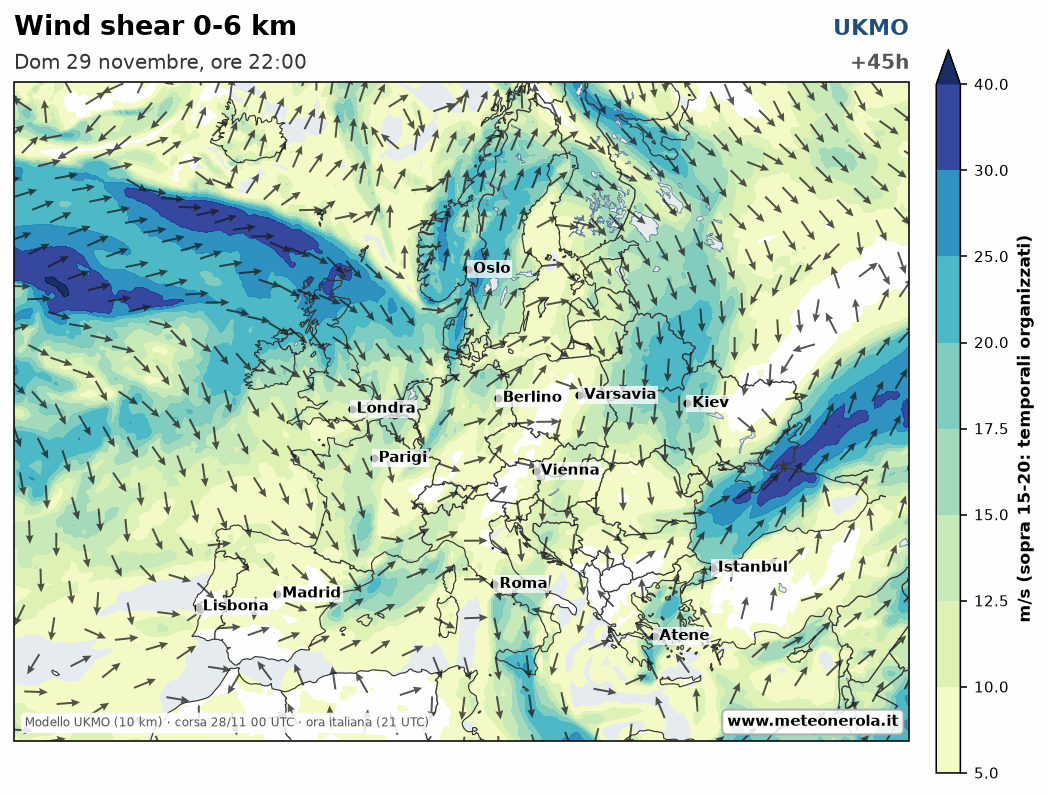 Wind shear 0-6 km
UKMO
Dom 29 novembre, ore 22:00
+45h
40.0
30.0
25.0
20.0
17.5
15.0
12.5
10.0
5.0
m/s (sopra 15-20: temporali organizzati)
Oslo
Berlino
Varsavia
Kiev
Londra
Parigi
Vienna
Istanbul
Roma
Madrid
Lisbona
Atene
Modello UKMO (10 km) · corsa 28/11 00 UTC · ora italiana (21 UTC)
www.meteonerola.it